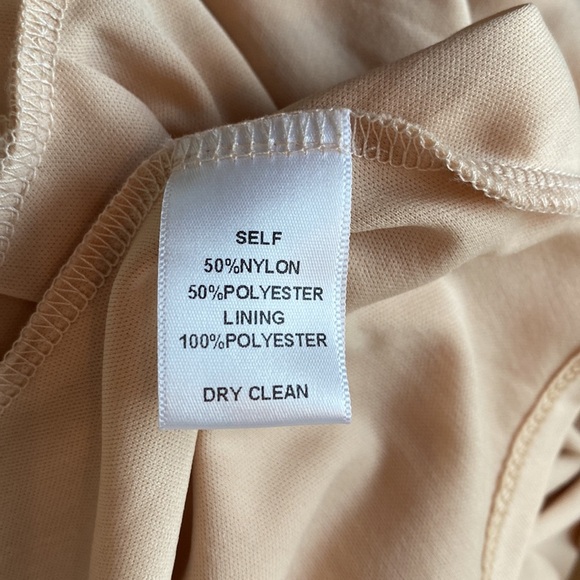 SELF
50%NYLON
50%POLYESTER
LINING
100%POLYESTER
DRY CLEAN